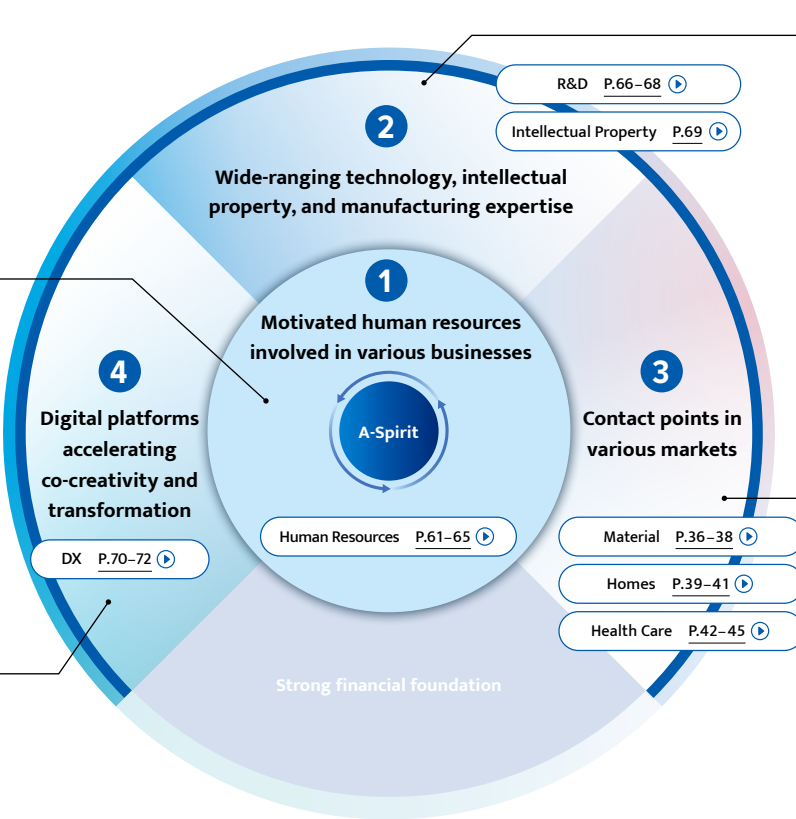 R&D P.66–68
Intellectual Property P.69
2
Wide-ranging technology, intellectual
property, and manufacturing expertise
1
Motivated human resources
involved in various businesses
A-Spirit
Human Resources P.61–65
4
Digital platforms
accelerating
co-creativity and
transformation
DX P.70–72
3
Contact points in
various markets
Material P.36–38
Homes P.39–41
Health Care P.42–45
Strong financial foundation